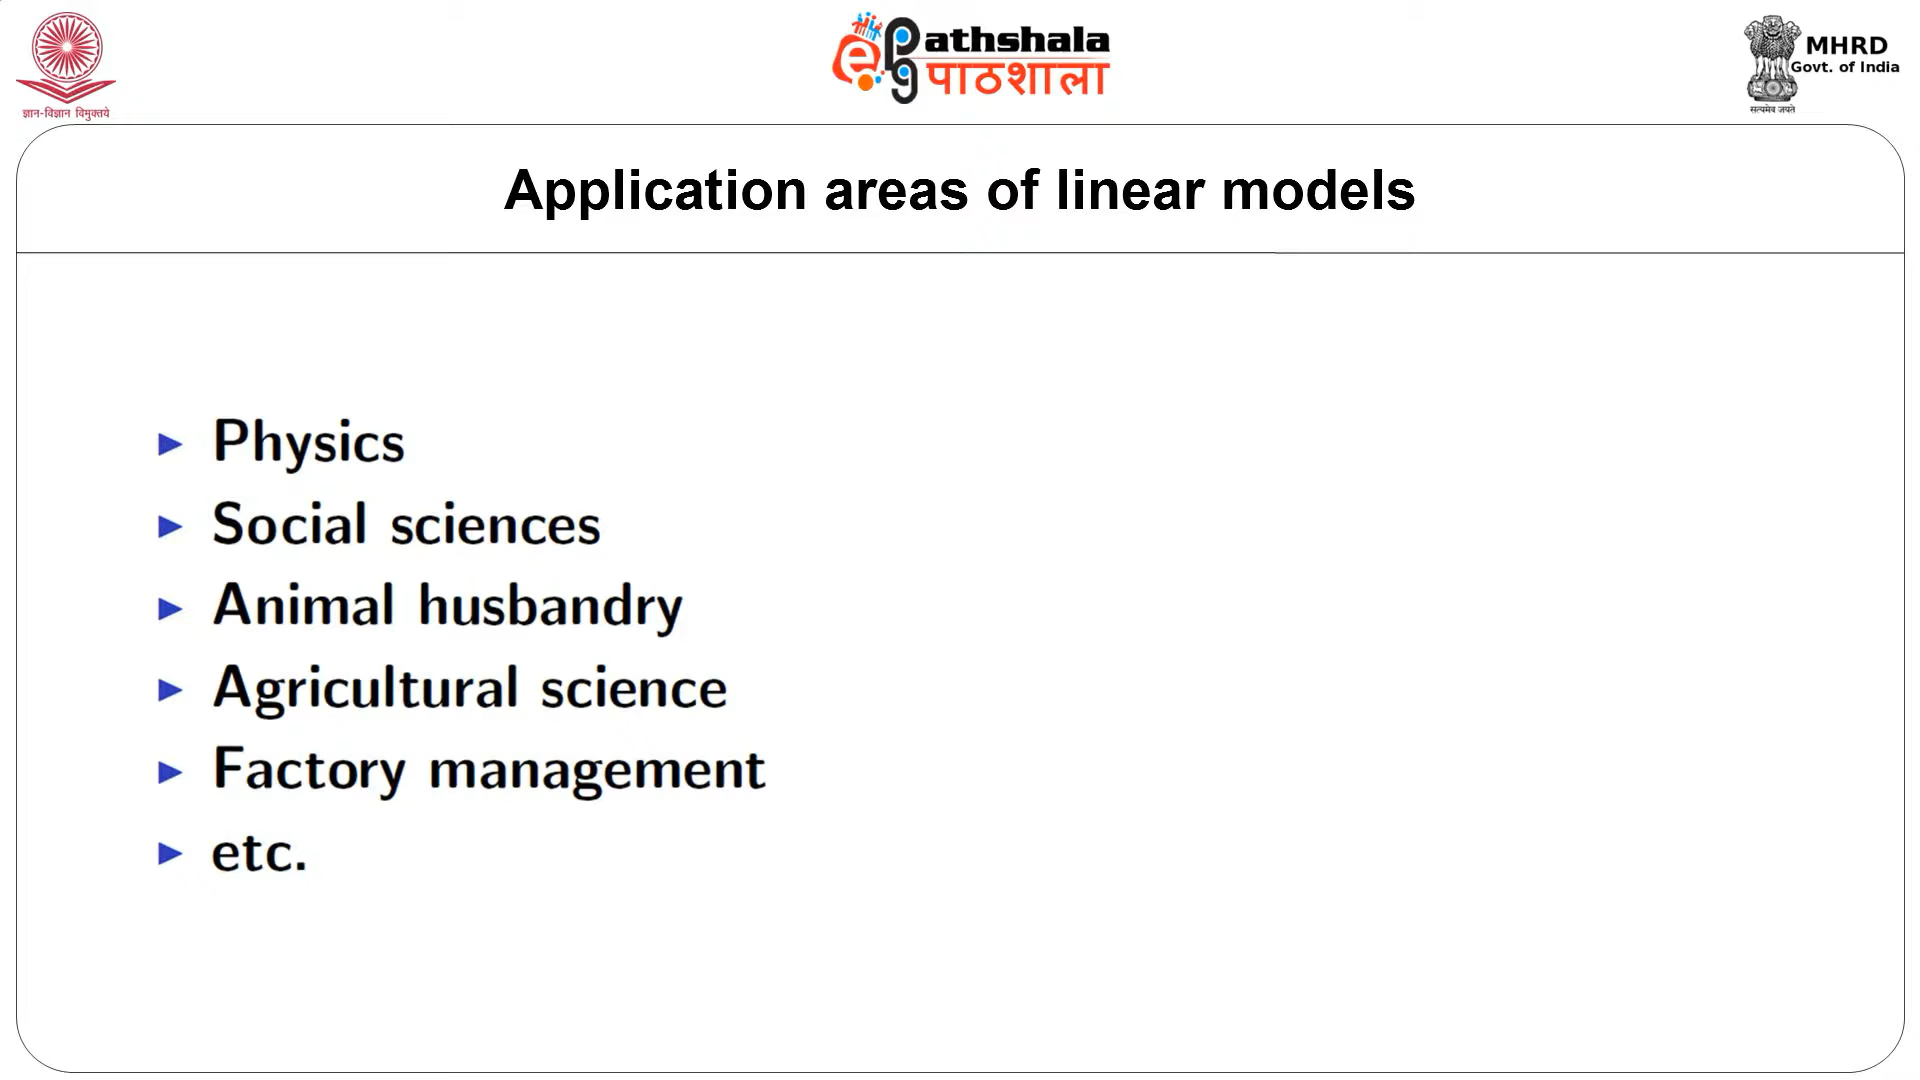 ज्ञान-विज्ञान विमुक्तये
ePathshala
पाठशाला
MHRD
Govt. of India
सत्यमेव जयते
Application areas of linear models
Physics
Social sciences
Animal husbandry
Agricultural science
Factory management
etc.